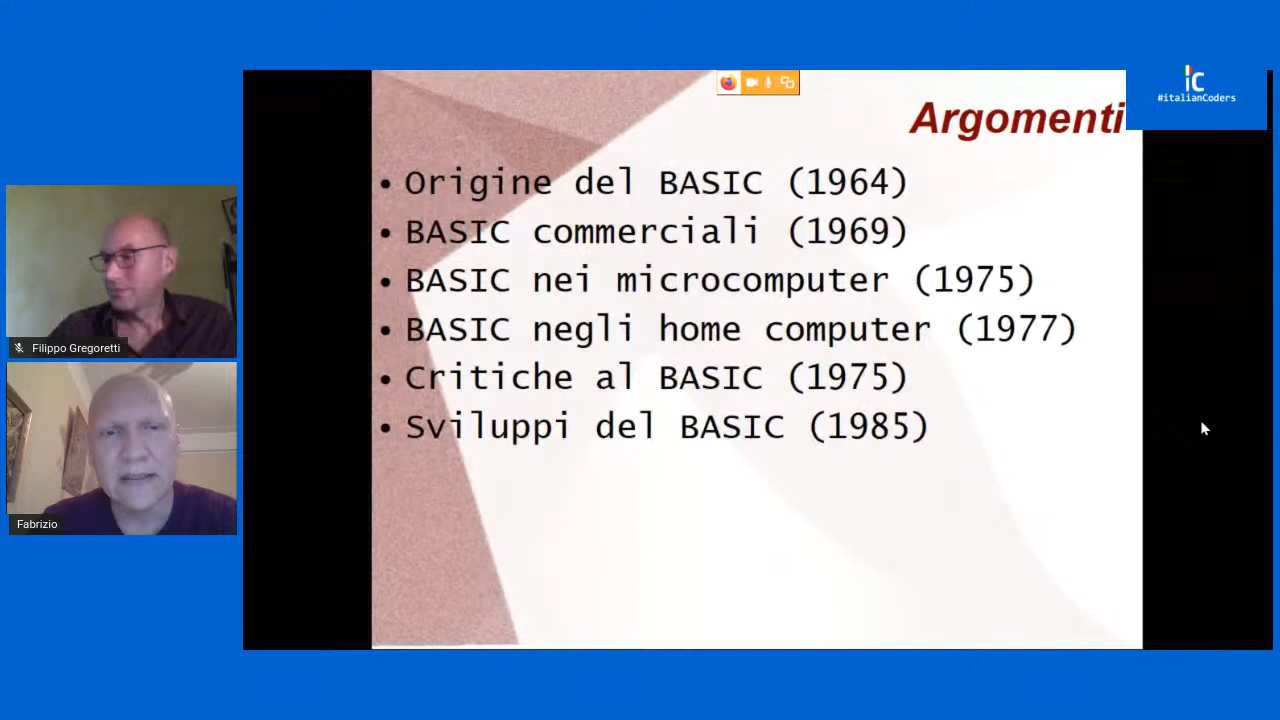 iC
#italianCoders
Argomenti
• Origine del BASIC (1964)
• BASIC commerciali (1969)
• BASIC nei microcomputer (1975)
• BASIC negli home computer (1977)
• Critiche al BASIC (1975)
• Sviluppi del BASIC (1985)
Filippo Gregoretti
Fabrizio